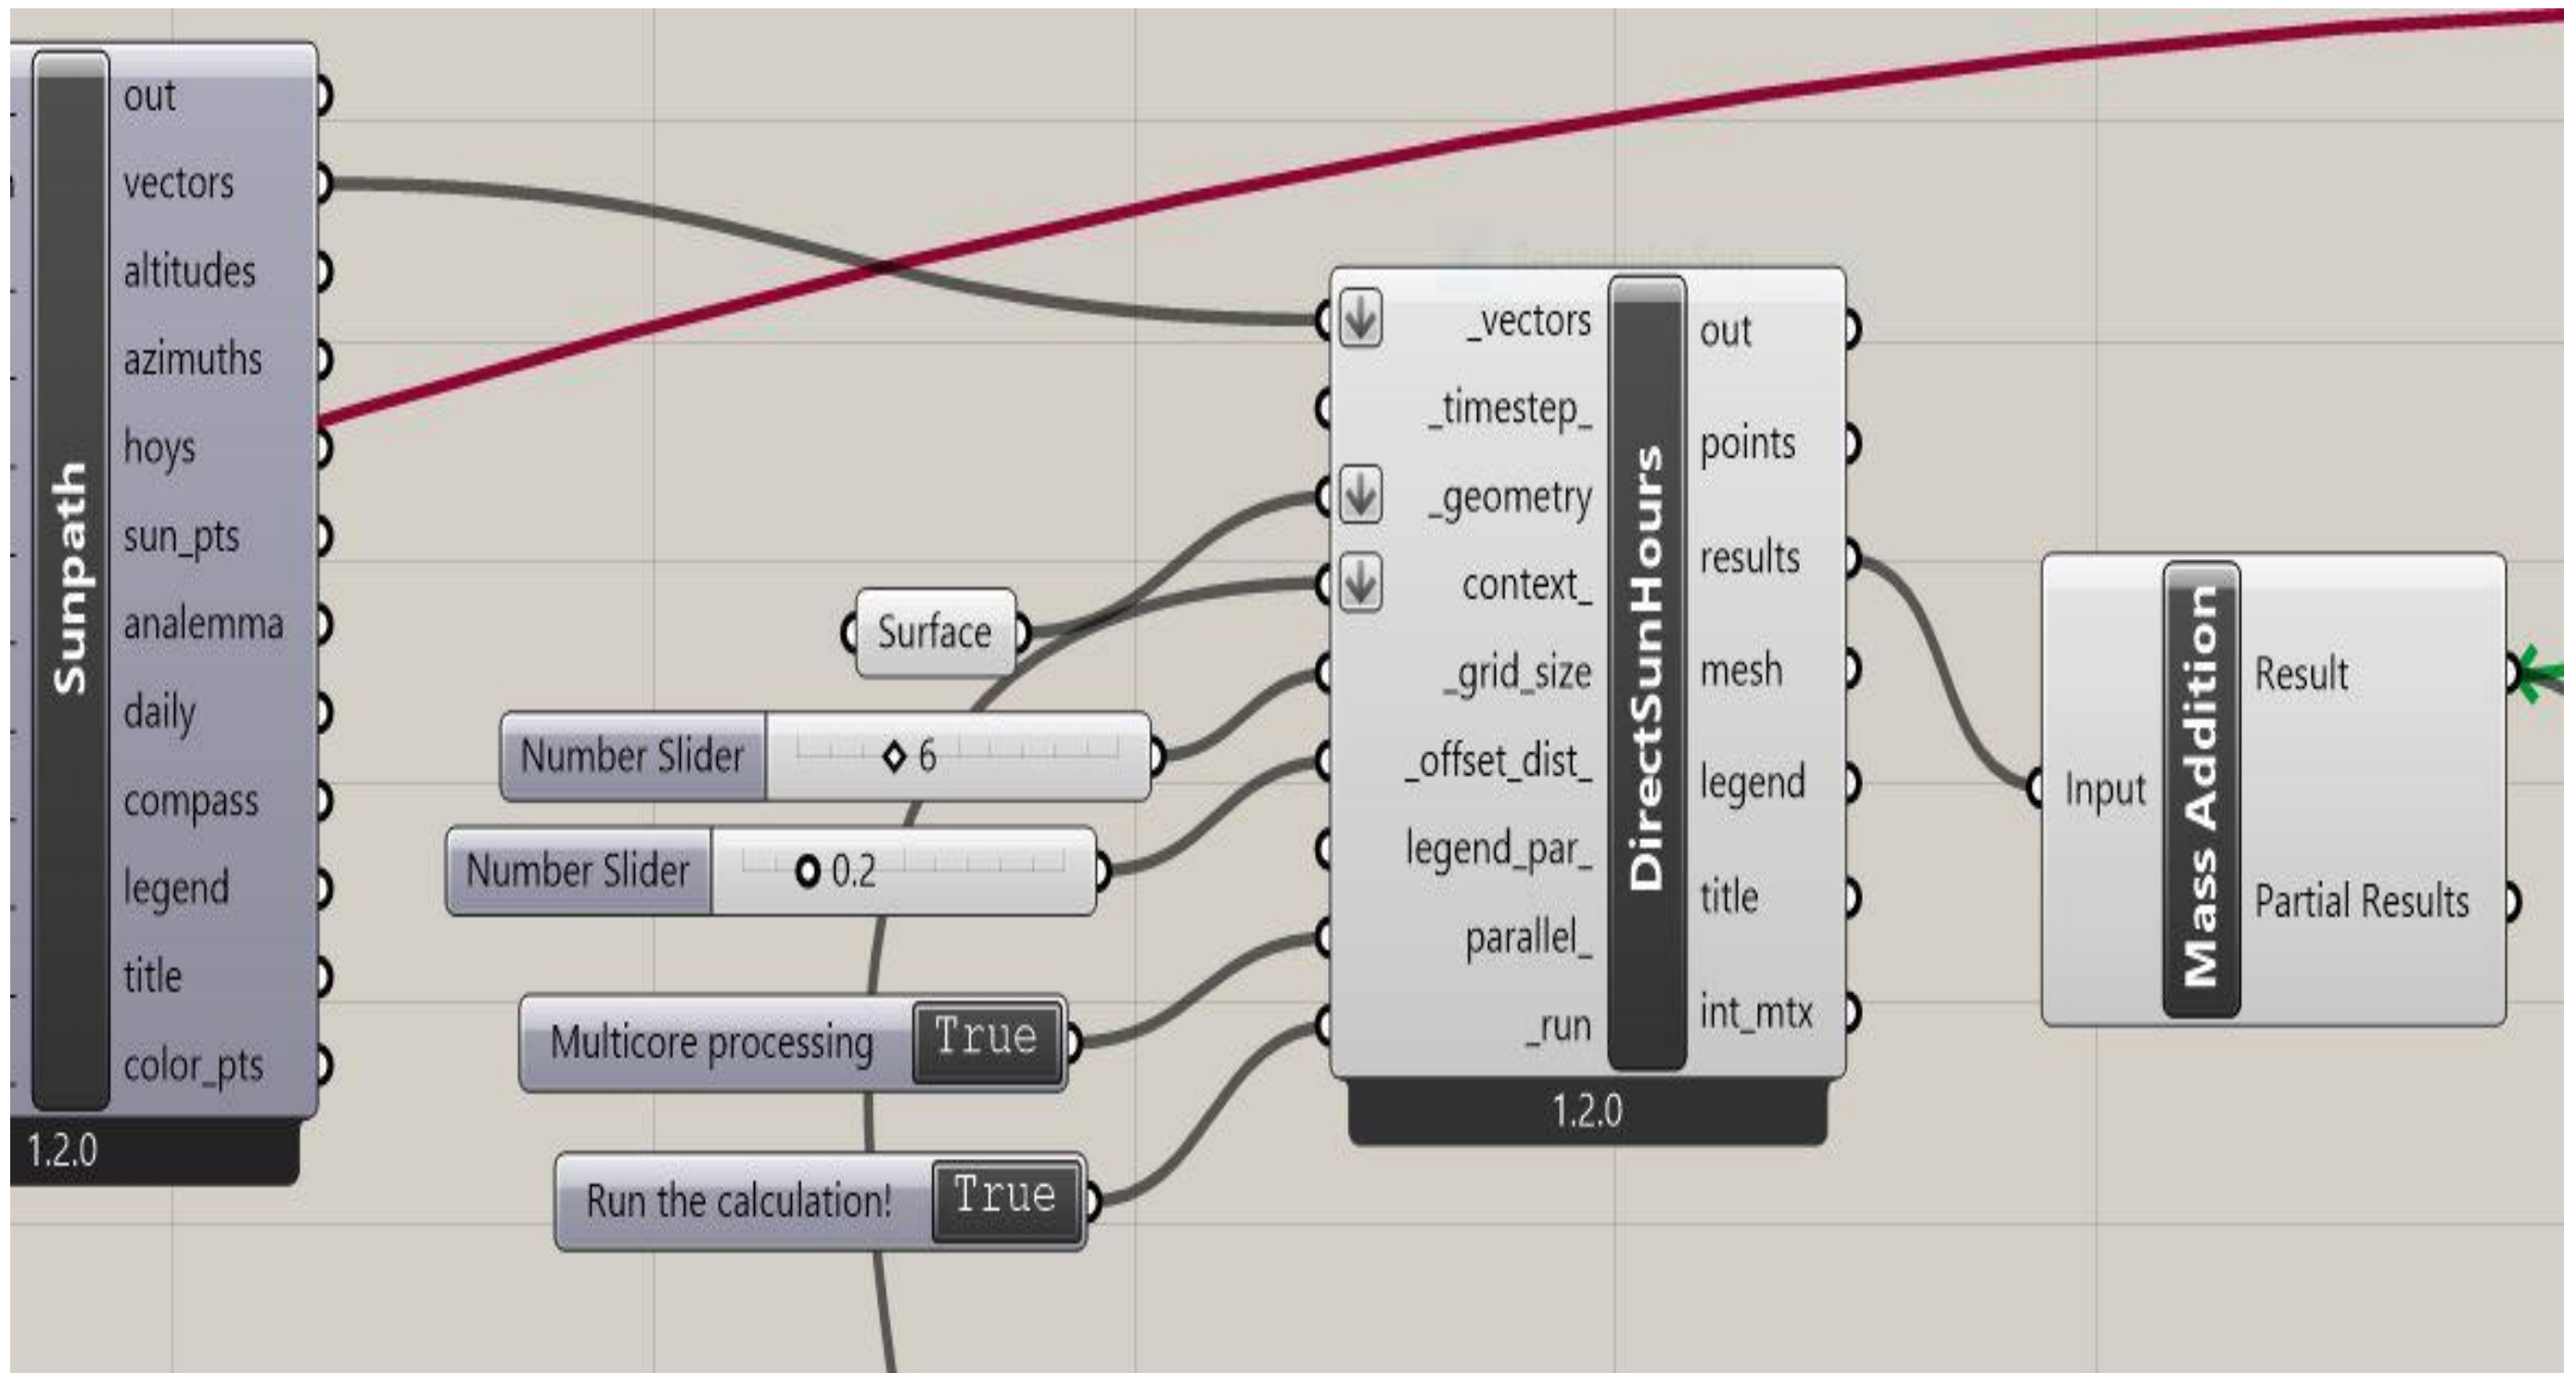 Sunpath
out
vectors
altitudes
azimuths
hoys
sun_pts
analemma
daily
compass
legend
title
color_pts
1.2.0
Surface
Number Slider 6
Number Slider 0.2
Multicore processing True
Run the calculation! True
_vectors
_timestep_
_geometry
context_
_grid_size
_offset_dist_
legend_par_
parallel_
_run
DirectSunHours
out
points
results
mesh
legend
title
int_mtx
1.2.0
Input
Mass Addition
Result
Partial Results